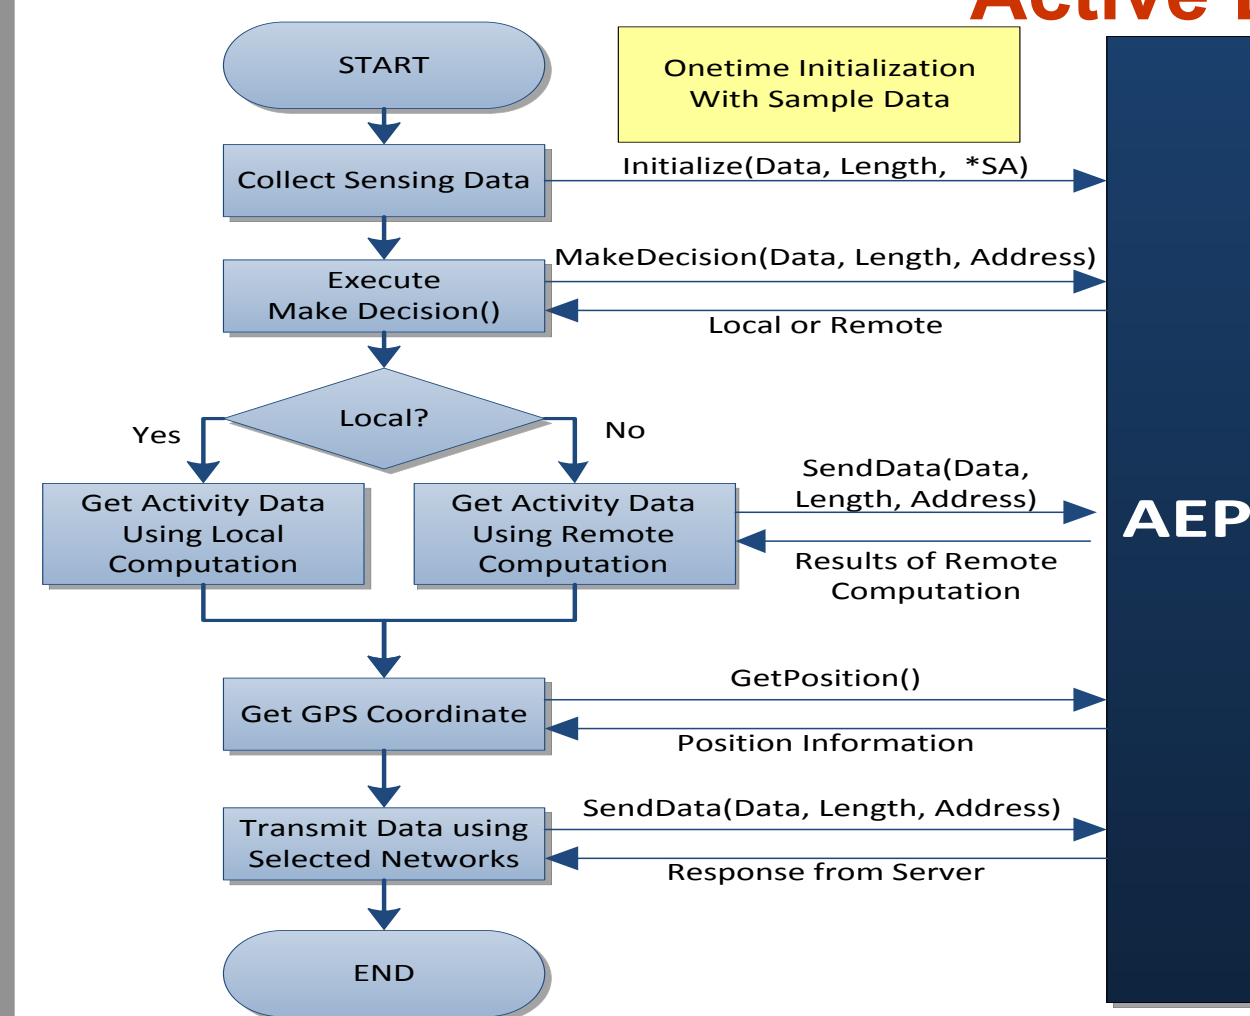 Active
START
Onetime Initialization
With Sample Data
Collect Sensing Data
Initialize(Data, Length, *SA)
Execute
Make Decision()
MakeDecision(Data, Length, Address)
Local or Remote
Local?
Yes
No
Get Activity Data
Using Local
Computation
Get Activity Data
Using Remote
Computation
SendData(Data,
Length, Address)
Results of Remote
Computation
AEP
Get GPS Coordinate
GetPosition()
Position Information
Transmit Data using
Selected Networks
SendData(Data, Length, Address)
Response from Server
END